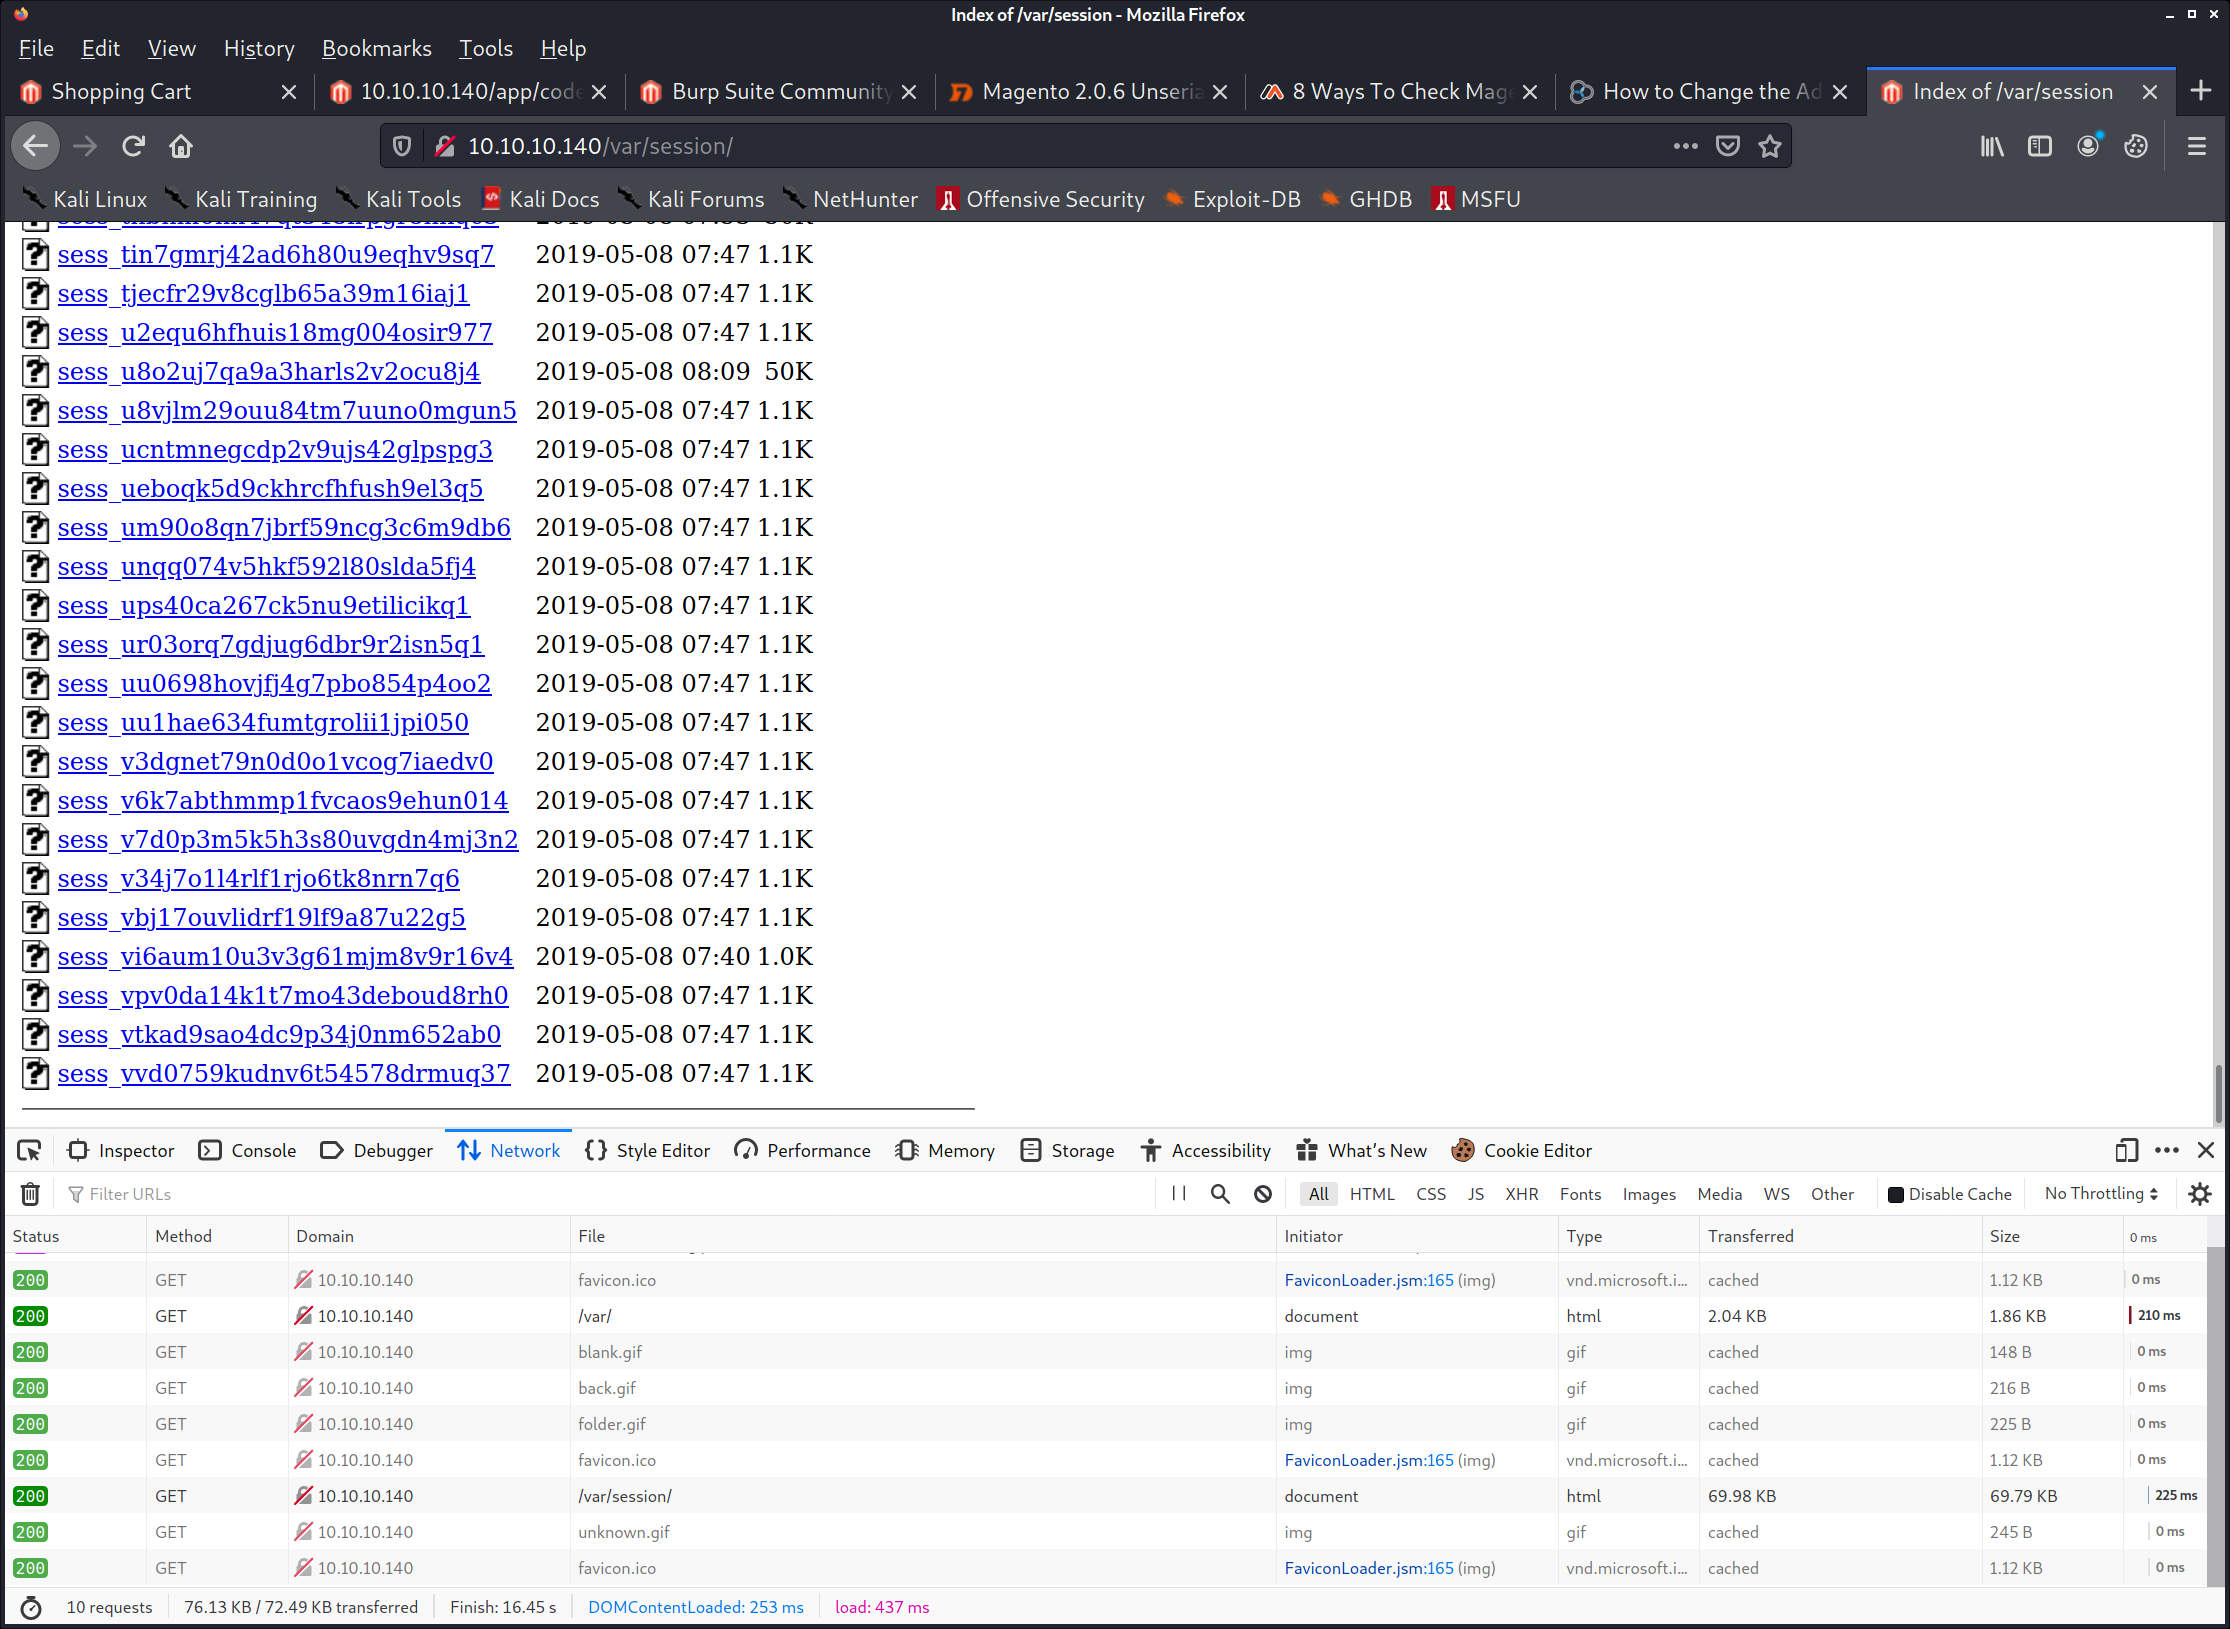 Index of /var/session - Mozilla Firefox
File Edit View History Bookmarks Tools Help
Shopping Cart 10.10.10.140/app/code Burp Suite Community Magento 2.0.6 Unseria 8 Ways To Check Mage How to Change the Ad Index of /var/session
10.10.10.140/var/session/
Kali Linux Kali Training Kali Tools Kali Docs Kali Forums NetHunter Offensive Security Exploit-DB GHDB MSFU
sess_tin7gmrj42ad6h80u9eqhv9sq7 2019-05-08 07:47 1.1K
sess_tjecfr29v8cglb65a39m16iaj1 2019-05-08 07:47 1.1K
sess_u2equ6hfhuis18mg004osir977 2019-05-08 07:47 1.1K
sess_u8o2uj7qa9a3harls2v2ocu8j4 2019-05-08 08:09 50K
sess_u8vjlm29ouu84tm7uuno0mgun5 2019-05-08 07:47 1.1K
sess_ucntmnegcdp2v9ujs42glpspg3 2019-05-08 07:47 1.1K
sess_ueboqk5d9ckhrcfhfush9el3q5 2019-05-08 07:47 1.1K
sess_um90o8qn7jbrf59ncg3c6m9db6 2019-05-08 07:47 1.1K
sess_unqq074v5hkf592l80slda5fj4 2019-05-08 07:47 1.1K
sess_ups40ca267ck5nu9etilicikq1 2019-05-08 07:47 1.1K
sess_ur03orq7gdjug6dbr9r2isn5q1 2019-05-08 07:47 1.1K
sess_uu0698hovjfj4g7pbo854p4oo2 2019-05-08 07:47 1.1K
sess_uu1hae634fumtgrolii1jpi050 2019-05-08 07:47 1.1K
sess_v3dgnet79n0d0o1vcog7iaedv0 2019-05-08 07:47 1.1K
sess_v6k7abthmmp1fvcaos9ehun014 2019-05-08 07:47 1.1K
sess_v7d0p3m5k5h3s80uvgdn4mj3n2 2019-05-08 07:47 1.1K
sess_v34j7o1l4rlf1rjo6tk8nrn7q6 2019-05-08 07:47 1.1K
sess_vbj17ouvlidrf19lf9a87u22g5 2019-05-08 07:47 1.1K
sess_vi6aum10u3v3g61mjm8v9r16v4 2019-05-08 07:40 1.0K
sess_vpv0da14k1t7mo43deboud8rh0 2019-05-08 07:47 1.1K
sess_vtkad9sao4dc9p34j0nm652ab0 2019-05-08 07:47 1.1K
sess_vvd0759kudnv6t54578drmuq37 2019-05-08 07:47 1.1K
Inspector Console Debugger Network Style Editor Performance Memory Storage Accessibility What's New Cookie Editor
Filter URLs All HTML CSS JS XHR Fonts Images Media WS Other Disable Cache No Throttling
Status Method Domain File Initiator Type Transferred Size 0 ms
200 GET 10.10.10.140 favicon.ico FaviconLoader.jsm:165 (img) vnd.microsoft.i... cached 1.12 KB 0 ms
200 GET 10.10.10.140 /var/ document html 2.04 KB 1.86 KB 210 ms
200 GET 10.10.10.140 blank.gif img gif cached 148 B 0 ms
200 GET 10.10.10.140 back.gif img gif cached 216 B 0 ms
200 GET 10.10.10.140 folder.gif img gif cached 225 B 0 ms
200 GET 10.10.10.140 favicon.ico FaviconLoader.jsm:165 (img) vnd.microsoft.i... cached 1.12 KB 0 ms
200 GET 10.10.10.140 /var/session/ document html 69.98 KB 69.79 KB 225 ms
200 GET 10.10.10.140 unknown.gif img gif cached 245 B 0 ms
200 GET 10.10.10.140 favicon.ico FaviconLoader.jsm:165 (img) vnd.microsoft.i... cached 1.12 KB 0 ms
10 requests 76.13 KB / 72.49 KB transferred Finish: 16.45 s DOMContentLoaded: 253 ms load: 437 ms